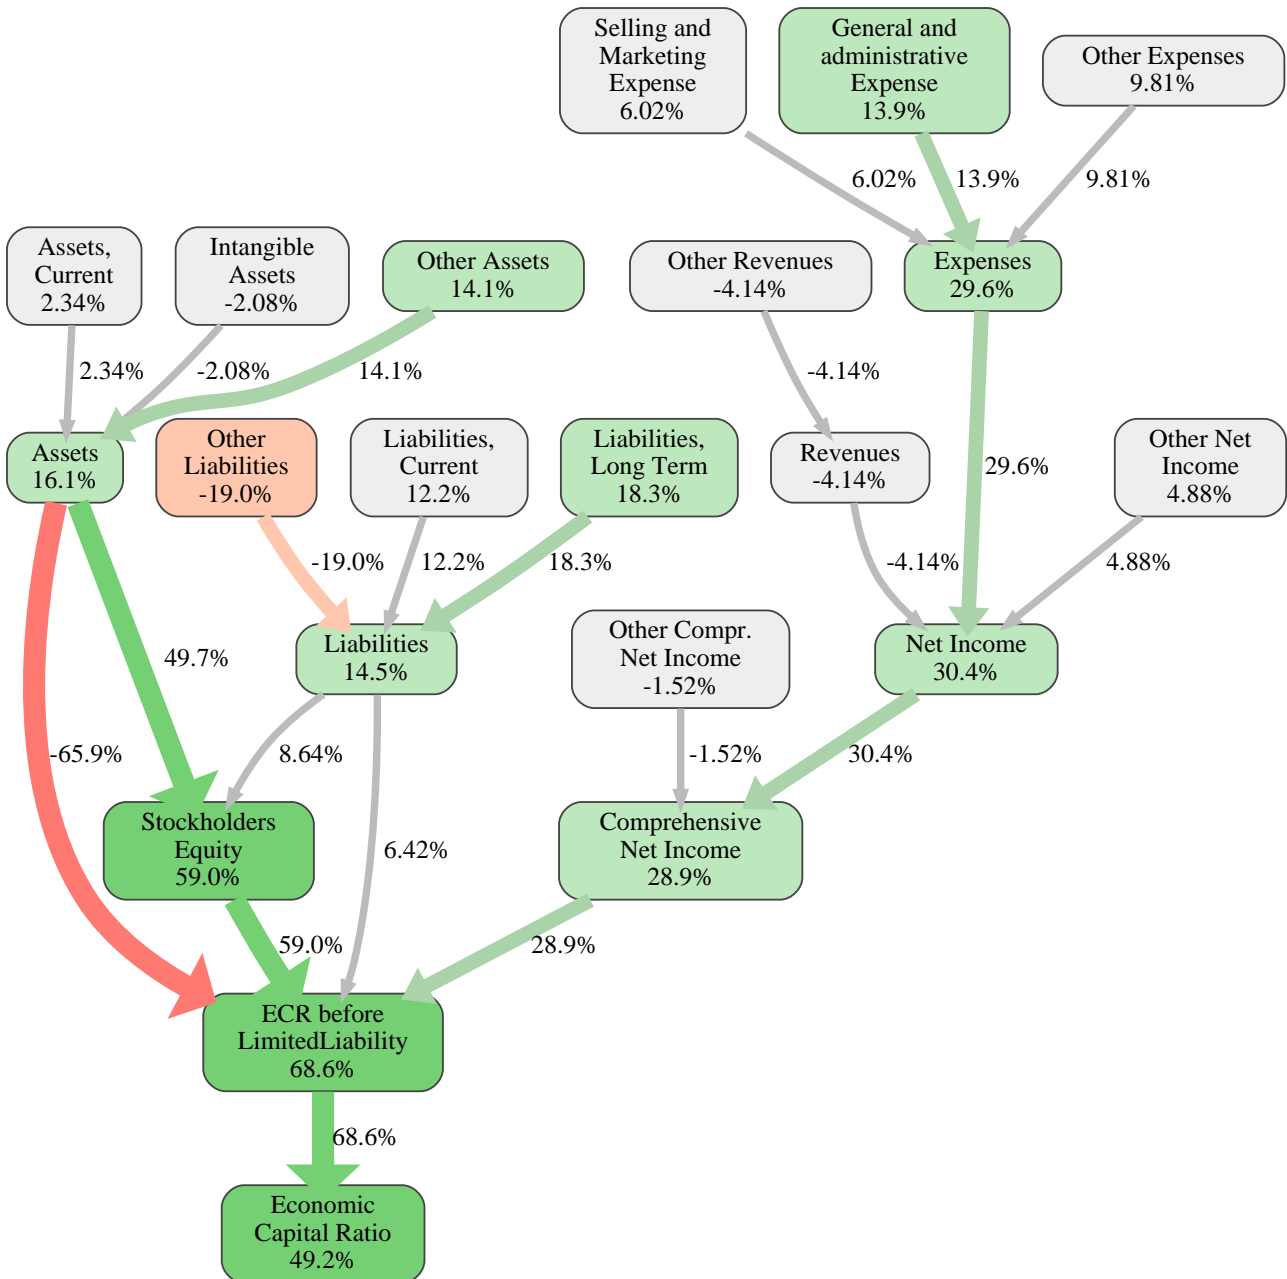 Selling and
Marketing
Expense
6.02%
General and
administrative
Expense
13.9%
Other Expenses
9.81%
6.02%
13.9%
9.81%
Assets,
Current
2.34%
Intangible
Assets
-2.08%
Other Assets
14.1%
Other Revenues
-4.14%
Expenses
29.6%
2.34%
-2.08%
14.1%
-4.14%
29.6%
Assets
16.1%
Other
Liabilities
-19.0%
Liabilities,
Current
12.2%
Liabilities,
Long Term
18.3%
Revenues
-4.14%
Other Net
Income
4.88%
-19.0%
12.2%
18.3%
-4.14%
4.88%
49.7%
Liabilities
14.5%
Other Compr.
Net Income
-1.52%
Net Income
30.4%
-65.9%
8.64%
6.42%
-1.52%
30.4%
Stockholders
Equity
59.0%
Comprehensive
Net Income
28.9%
59.0%
28.9%
ECR before
LimitedLiability
68.6%
68.6%
Economic
Capital Ratio
49.2%